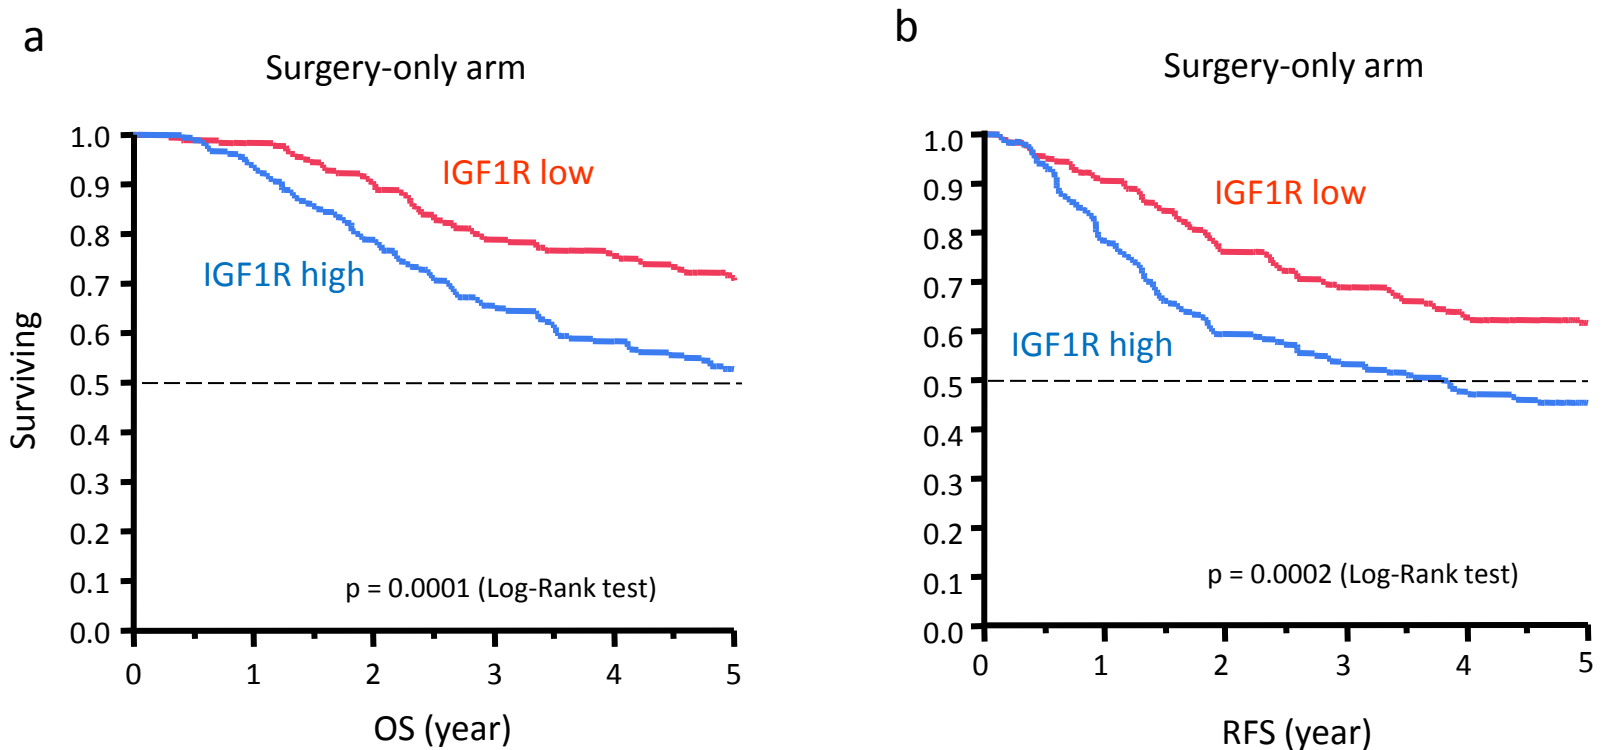 a
Surgery-only arm
Surviving
1.0
0.9
0.8
0.7
0.6
0.5
0.4
0.3
0.2
0.1
0.0
IGF1R low
IGF1R high
p = 0.0001 (Log-Rank test)
0 1 2 3 4 5
OS (year)
b
Surgery-only arm
1.0
0.9
0.8
0.7
0.6
0.5
0.4
0.3
0.2
0.1
0.0
IGF1R low
IGF1R high
p = 0.0002 (Log-Rank test)
0 1 2 3 4 5
RFS (year)